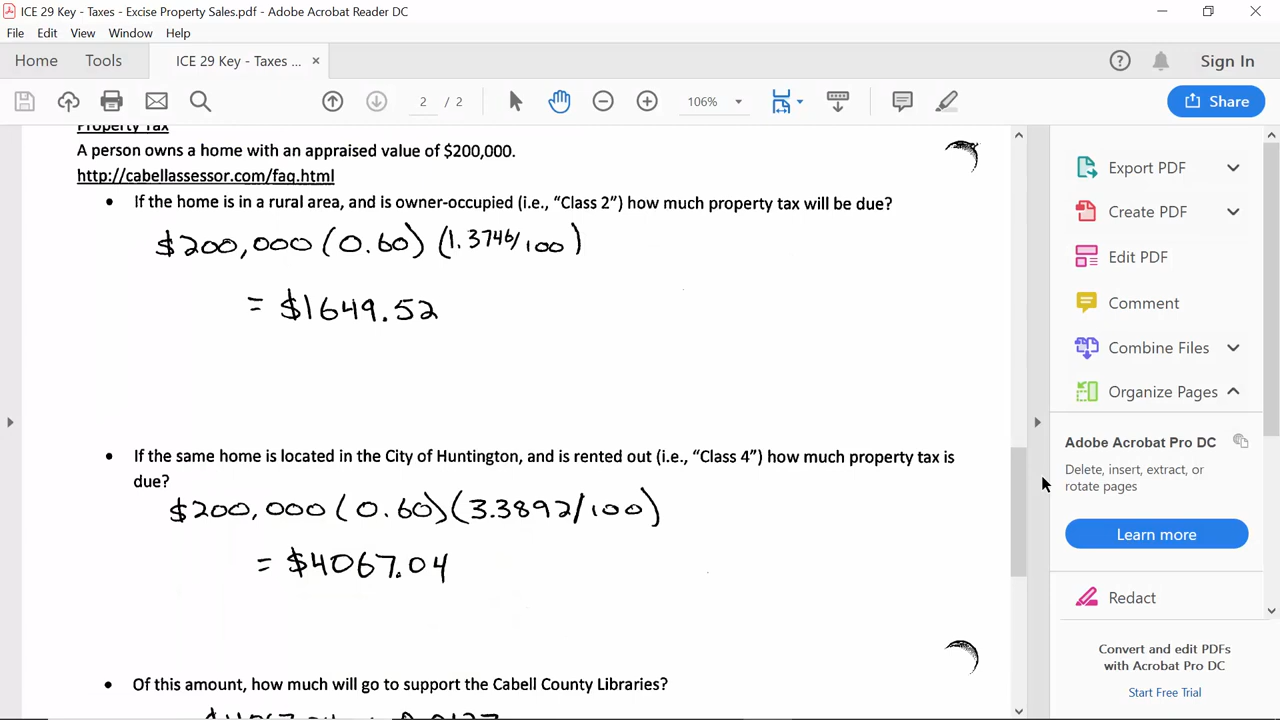 ICE 29 Key - Taxes - Excise Property Sales.pdf - Adobe Acrobat Reader DC
File Edit View Window Help
Home Tools ICE 29 Key - Taxes ... × Sign In
2 / 2 106% Share
Property Tax
A person owns a home with an appraised value of $200,000.
http://cabellassessor.com/faq.html
• If the home is in a rural area, and is owner-occupied (i.e., “Class 2”) how much property tax will be due?
$200,000 (0.60) (1.3746/100)
= $1649.52
• If the same home is located in the City of Huntington, and is rented out (i.e., “Class 4”) how much property tax is
due?
$200,000 (0.60)(3.3892/100)
= $4067.04
• Of this amount, how much will go to support the Cabell County Libraries?
Export PDF
Create PDF
Edit PDF
Comment
Combine Files
Organize Pages
Adobe Acrobat Pro DC
Delete, insert, extract, or
rotate pages
Learn more
Redact
Convert and edit PDFs
with Acrobat Pro DC
Start Free Trial